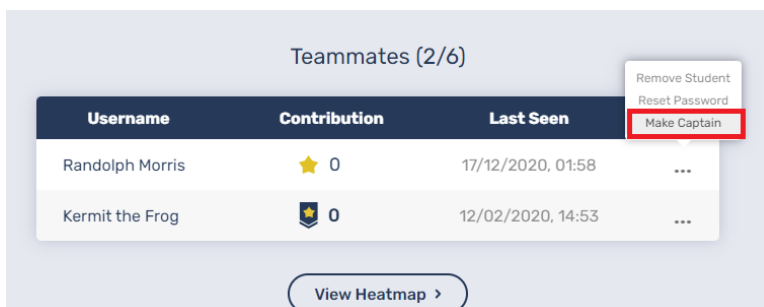 Teammates (2/6)
Remove Student
Reset Password
Make Captain
Username Contribution Last Seen
Randolph Morris 0 17/12/2020, 01:58 ...
Kermit the Frog 0 12/02/2020, 14:53 ...
View Heatmap >